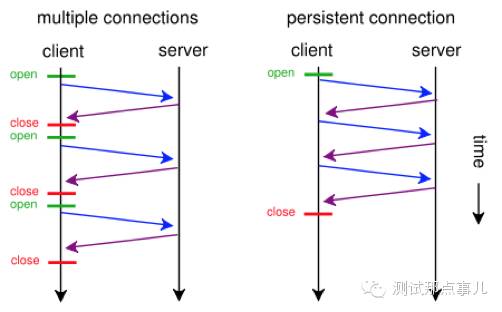 multiple connections
client
server
open
close
open
close
open
close
persistent connection
client
server
open
close
time
测试那点事儿